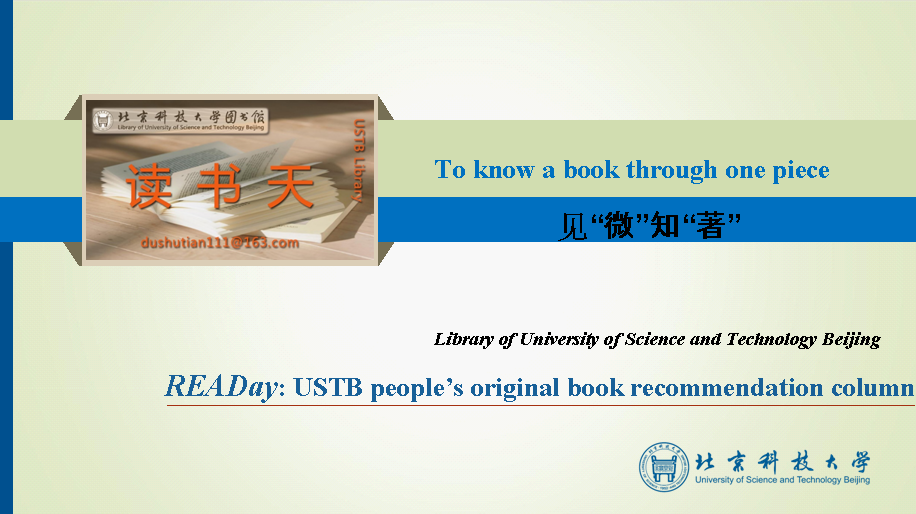 北京科技大学图书馆
Library of University of Science and Technology Beijing
USTB Library
读书天
dushutian111@163.com
To know a book through one piece
见“微”知“著”
Library of University of Science and Technology Beijing
READay: USTB people’s original book recommendation column
北京科技大学
University of Science and Technology Beijing